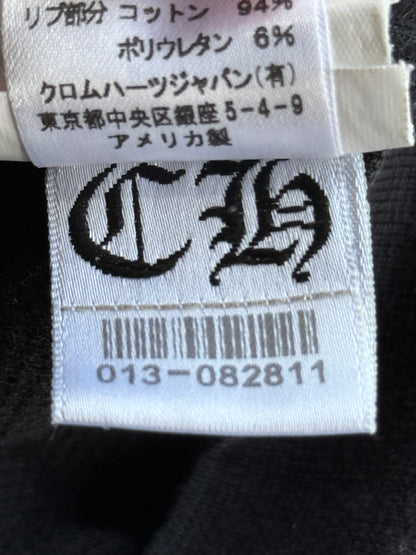 リブ部分 コットン 94%
ポリウレタン 6%
クロムハーツジャパン(有)
東京都中央区銀座5-4-9
アメリカ製
CH
013-082811